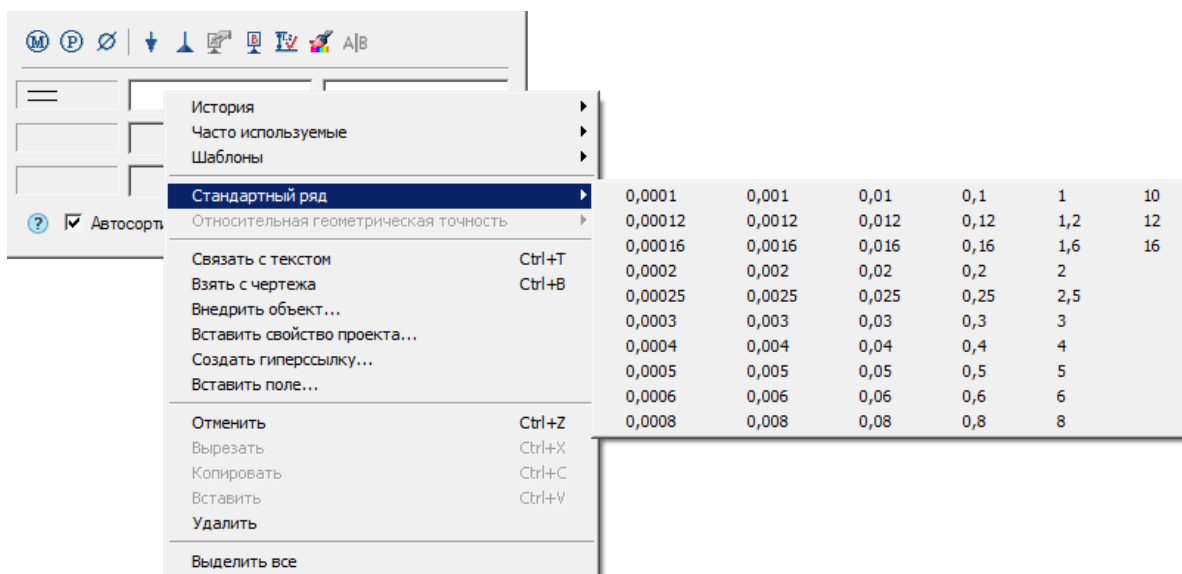 M P A|B
История
Часто используемые
Шаблоны
Стандартный ряд
Относительная геометрическая точность
Автосорти
Связать с текстом Ctrl+T
Взять с чертежа Ctrl+B
Внедрить объект...
Вставить свойство проекта...
Создать гиперссылку...
Вставить поле...
Отменить Ctrl+Z
Вырезать Ctrl+X
Копировать Ctrl+C
Вставить Ctrl+V
Удалить
Выделить все
0,0001 0,001 0,01 0,1 1 10
0,00012 0,0012 0,012 0,12 1,2 12
0,00016 0,0016 0,016 0,16 1,6 16
0,0002 0,002 0,02 0,2 2
0,00025 0,0025 0,025 0,25 2,5
0,0003 0,003 0,03 0,3 3
0,0004 0,004 0,04 0,4 4
0,0005 0,005 0,05 0,5 5
0,0006 0,006 0,06 0,6 6
0,0008 0,008 0,08 0,8 8